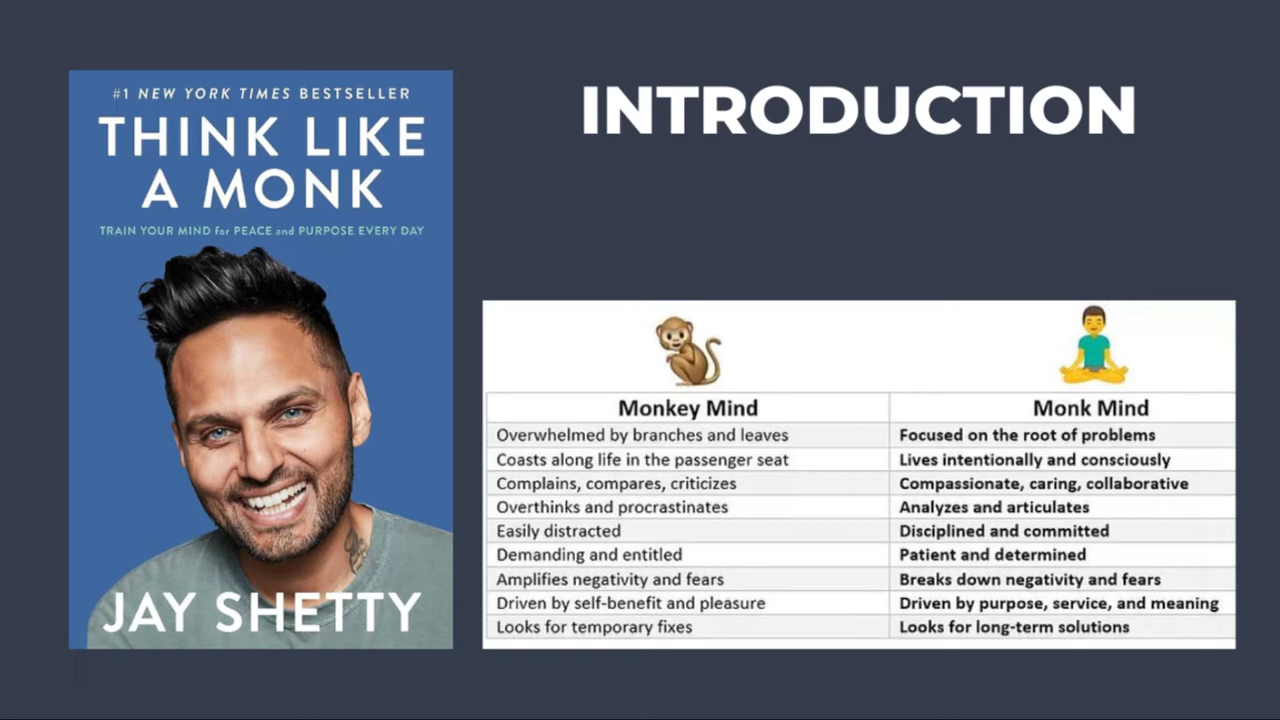 #1 NEW YORK TIMES BESTSELLER
THINK LIKE
A MONK
TRAIN YOUR MIND for PEACE and PURPOSE EVERY DAY
JAY SHETTY
INTRODUCTION
Monkey Mind Monk Mind
Overwhelmed by branches and leaves Focused on the root of problems
Coasts along life in the passenger seat Lives intentionally and consciously
Complains, compares, criticizes Compassionate, caring, collaborative
Overthinks and procrastinates Analyzes and articulates
Easily distracted Disciplined and committed
Demanding and entitled Patient and determined
Amplifies negativity and fears Breaks down negativity and fears
Driven by self-benefit and pleasure Driven by purpose, service, and meaning
Looks for temporary fixes Looks for long-term solutions